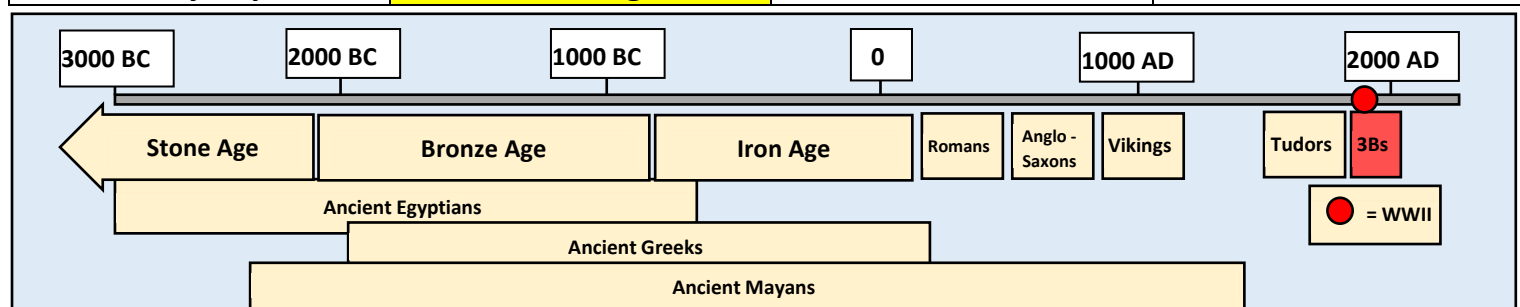 3000 BC
2000 BC
1000 BC
0
1000 AD
2000 AD
Stone Age
Bronze Age
Iron Age
Romans
Anglo -
Saxons
Vikings
Tudors
3Bs
Ancient Egyptians
= WWII
Ancient Greeks
Ancient Mayans